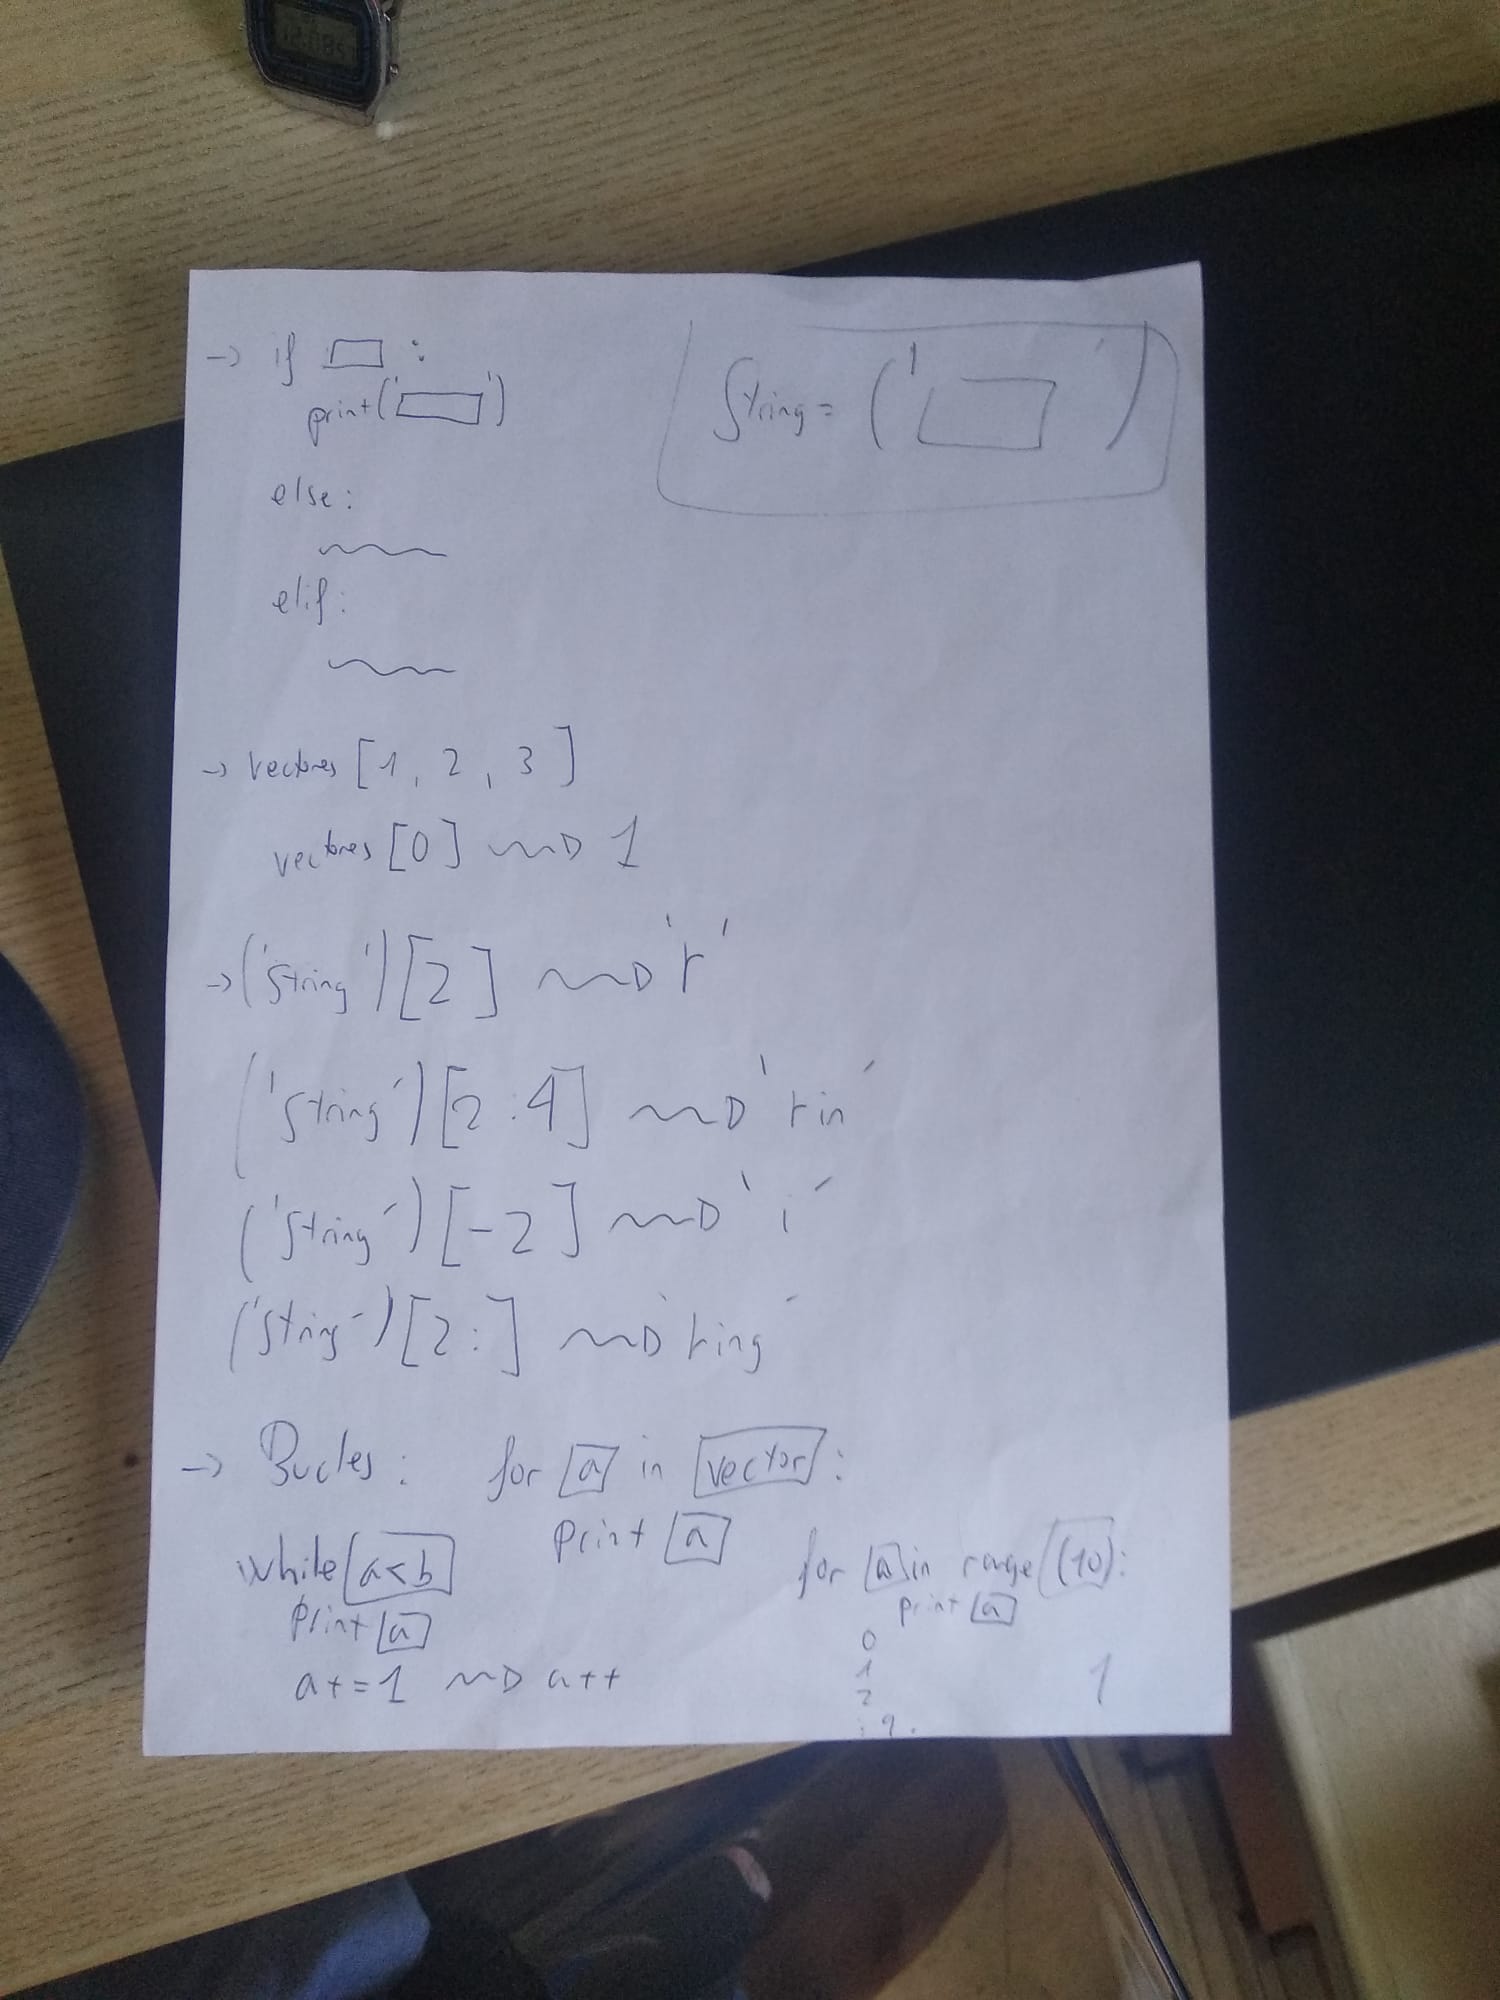 → if ▭ :
print('▭')
String = ('▭')
else:
elif:
→ vectores [1, 2, 3]
vectores [0] ~~▷ 1
→ ('string')[2] ~~▷ 'r'
('string')[2:4] ~~▷ 'rin'
('string')[-2] ~~▷ 'i'
('string')[2:] ~~▷ 'ring'
→ Bucles: for a in vector:
print a
while a<b
print a
a+=1 ~~▷ a++
for a in range (10):
print a
0
1
2
: 9.
1